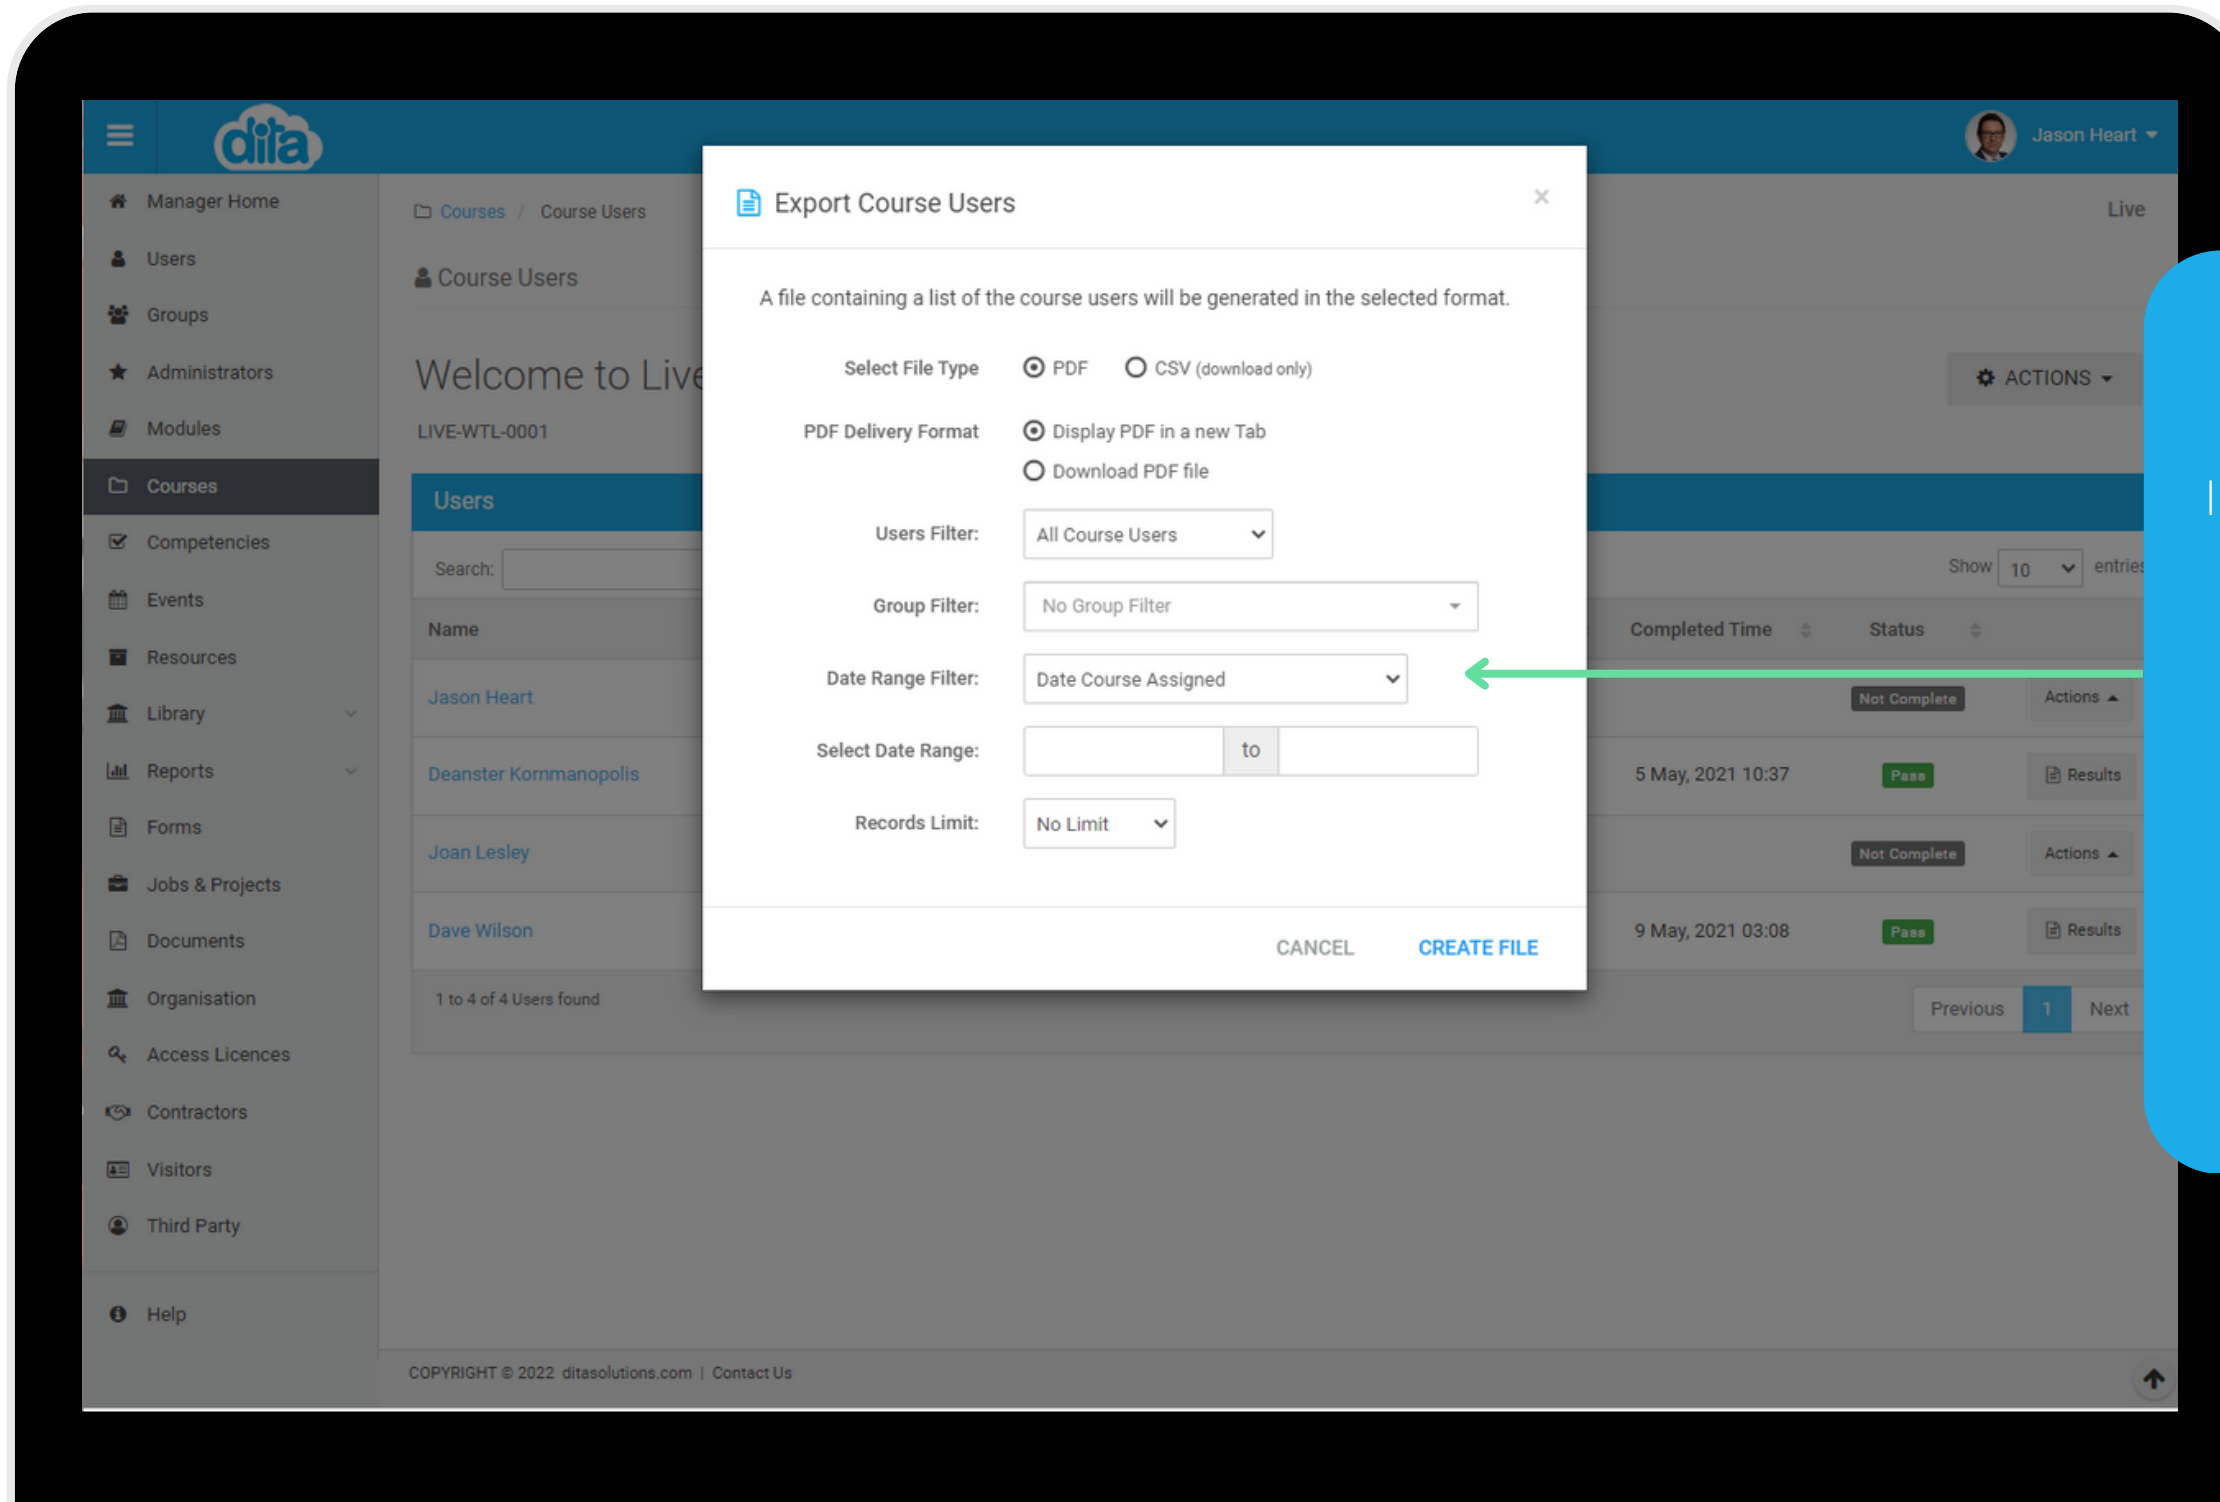 dita
Jason Heart
Manager Home
Users
Groups
Administrators
Modules
Courses
Competencies
Events
Resources
Library
Reports
Forms
Jobs & Projects
Documents
Organisation
Access Licences
Contractors
Visitors
Third Party
Help
Courses / Course Users
Live
Course Users
Welcome to Live
ACTIONS
LIVE-WTL-0001
Users
Search:
Show 10 entries
Name
Completed Time
Status
Jason Heart
Not Complete
Actions
Deanster Kornmanopolis
5 May, 2021 10:37
Pass
Results
Joan Lesley
Not Complete
Actions
Dave Wilson
9 May, 2021 03:08
Pass
Results
1 to 4 of 4 Users found
Previous 1 Next
Export Course Users
×
A file containing a list of the course users will be generated in the selected format.
Select File Type
PDF
CSV (download only)
PDF Delivery Format
Display PDF in a new Tab
Download PDF file
Users Filter:
All Course Users
Group Filter:
No Group Filter
Date Range Filter:
Date Course Assigned
Select Date Range:
to
Records Limit:
No Limit
CANCEL
CREATE FILE
COPYRIGHT © 2022 ditasolutions.com | Contact Us